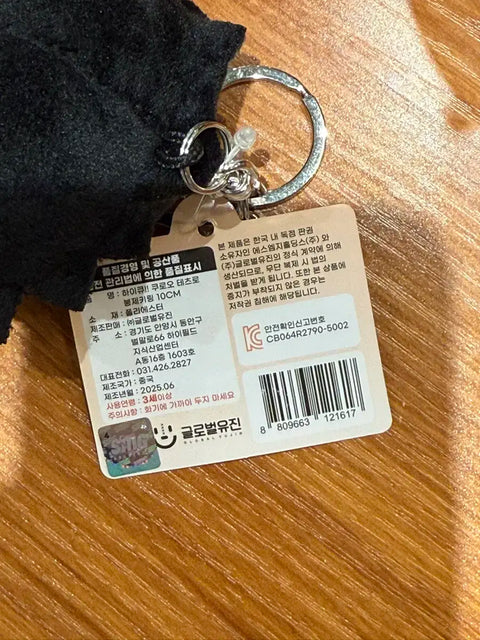 품질경영 및 공산품
안전 관리법에 의한 품질표시
명 : 하이큐!! 쿠로오 테츠로
봉제키링 10CM
소 재 : 폴리에스터
제조판매 : ㈜글로벌유진
주 소 : 경기도 안양시 동안구
벌말로66 하이필드
지식산업센터
A동16층 1603호
대표전화 : 031.426.2827
제조국가 : 중국
제조년월 : 2025.06
사용연령 : 3세이상
주의사항 : 화기에 가까이 두지 마세요
SMG
글로벌유진
GLOBAL YUJIN
본 제품은 한국 내 독점 판권
소유자인 에스엠지홀딩스(주) 와
(주)글로벌유진의 정식 계약에 의해
생산되므로, 무단 복제 시 법의
처벌을 받게 됩니다. 또한 본 상품에
증지가 부착되지 않은 경우는
저작권 침해에 해당됩니다.
안전확인신고번호
CB064R2790-5002
8 809663 121617